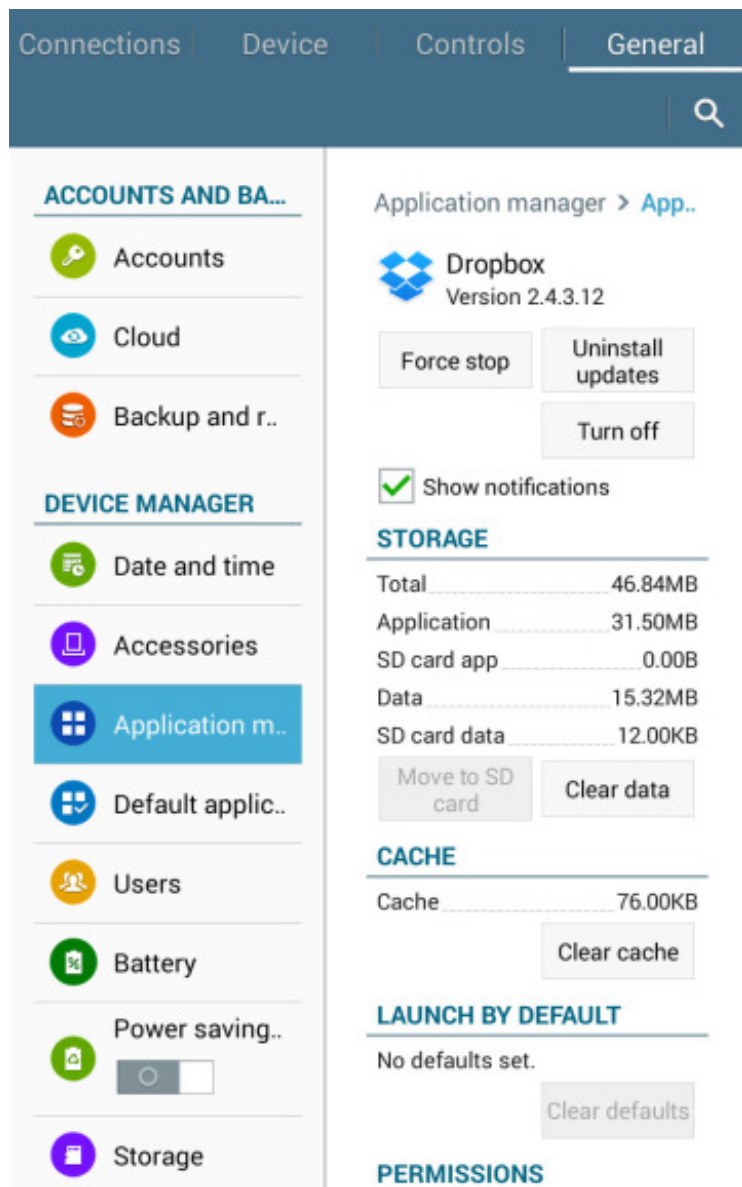 Connections
Device
Controls
General
ACCOUNTS AND BA...
Accounts
Cloud
Backup and r..
DEVICE MANAGER
Date and time
Accessories
Application m..
Default applic..
Users
Battery
Power saving..
Storage
Application manager > App..
Dropbox
Version 2.4.3.12
Force stop
Uninstall
updates
Turn off
Show notifications
STORAGE
Total 46.84MB
Application 31.50MB
SD card app 0.00B
Data 15.32MB
SD card data 12.00KB
Move to SD
card
Clear data
CACHE
Cache 76.00KB
Clear cache
LAUNCH BY DEFAULT
No defaults set.
Clear defaults
PERMISSIONS